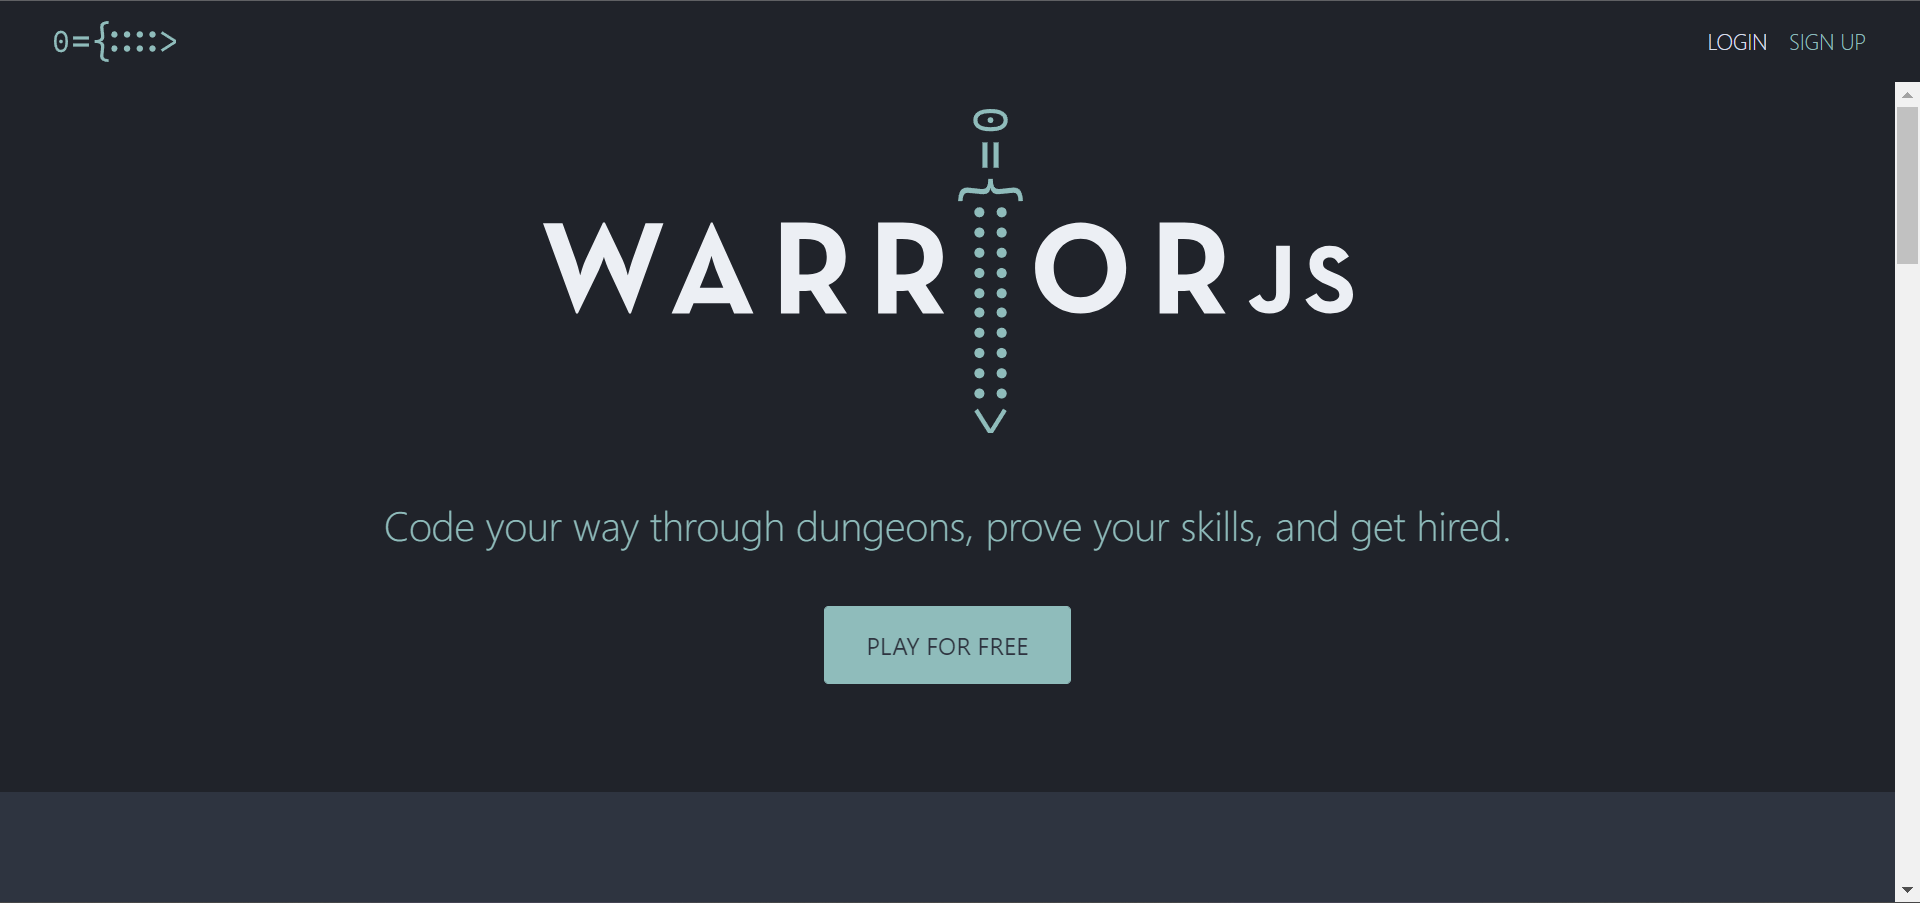 0={::::>
LOGIN SIGN UP
WARRIORJS
Code your way through dungeons, prove your skills, and get hired.
PLAY FOR FREE